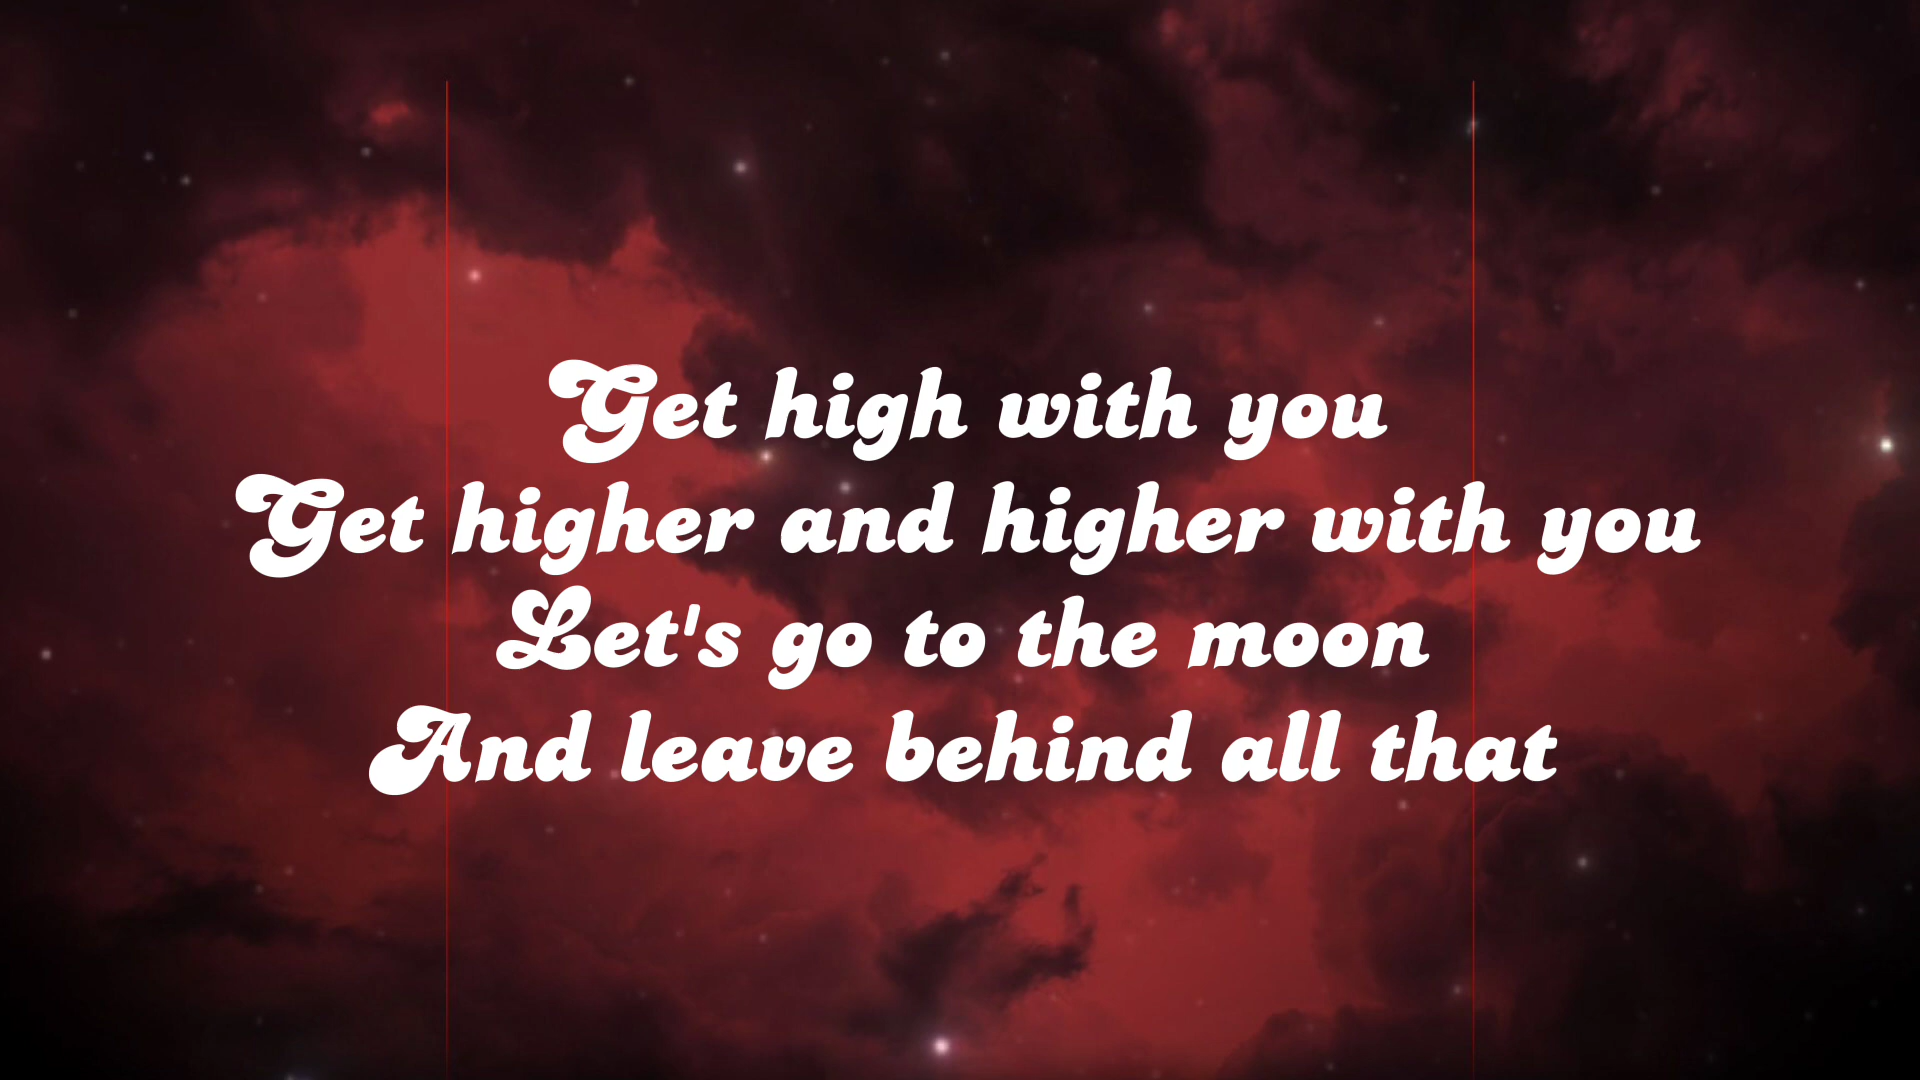 Get high with you
Get higher and higher with you
Let's go to the moon
And leave behind all that